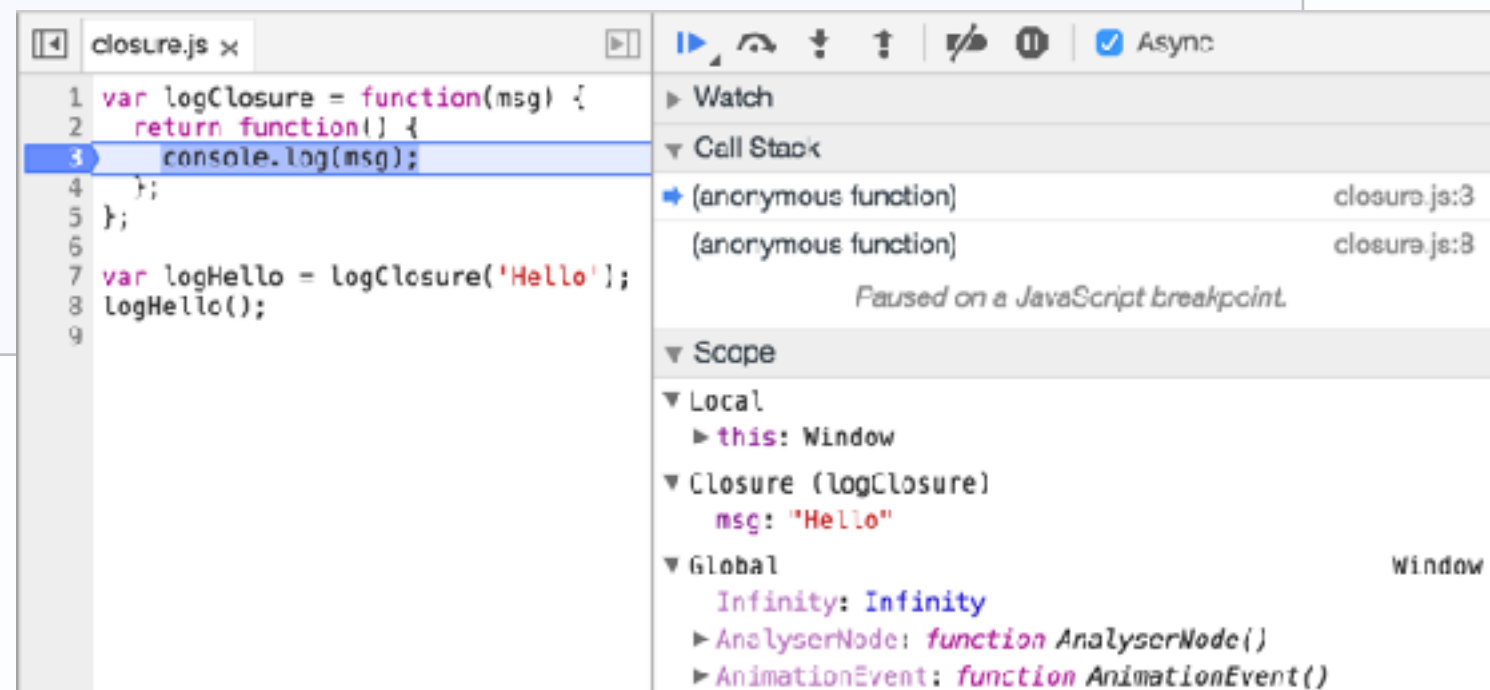 closure.js ×
1 var logClosure = function(msg) {
2 return function() {
3 console.log(msg);
4 };
5 };
6
7 var logHello = logClosure('Hello');
8 logHello();
9
Async
Watch
Call Stack
(anonymous function) closure.js:3
(anonymous function) closure.js:8
Paused on a JavaScript breakpoint.
Scope
Local
this: Window
Closure (logClosure)
msg: "Hello"
Global Window
Infinity: Infinity
AnalyserNode: function AnalyserNode()
AnimationEvent: function AnimationEvent()